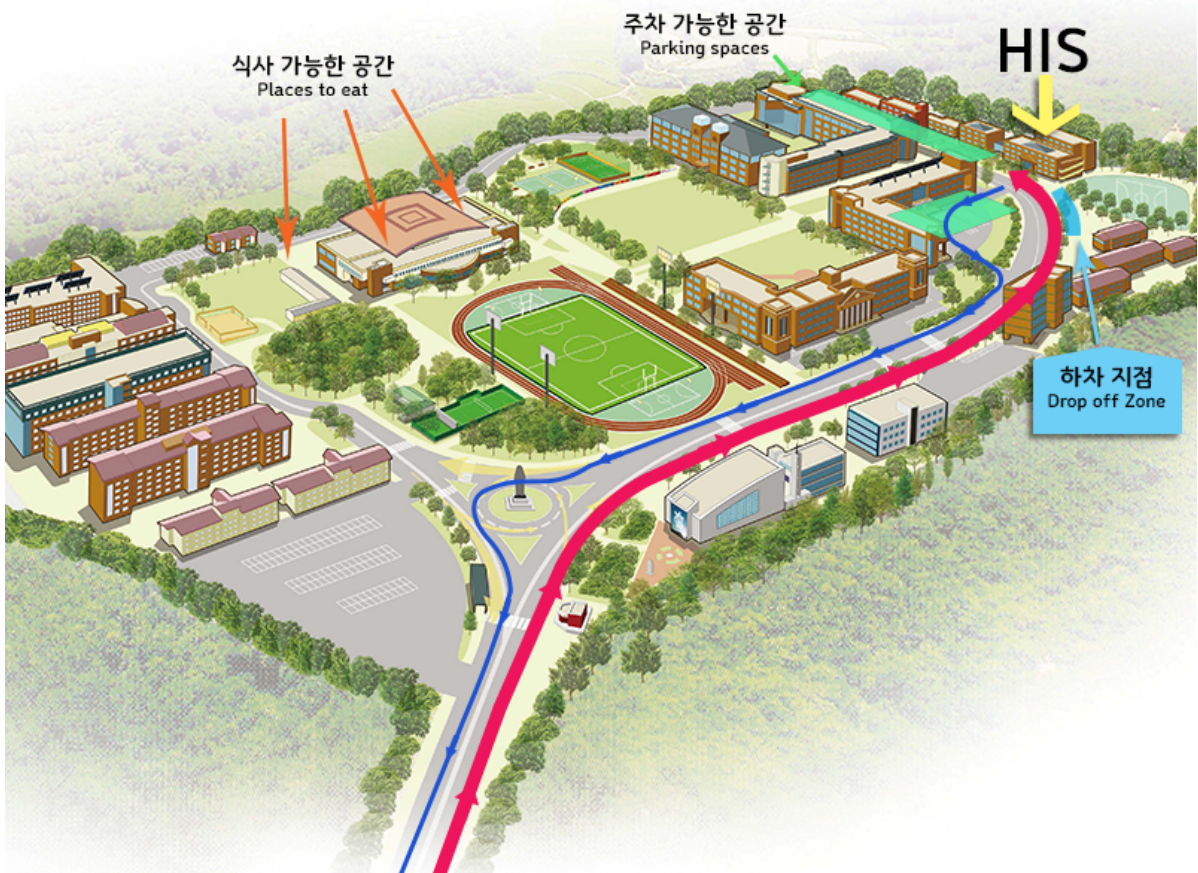 식사 가능한 공간
Places to eat
주차 가능한 공간
Parking spaces
HIS
하차 지점
Drop off Zone